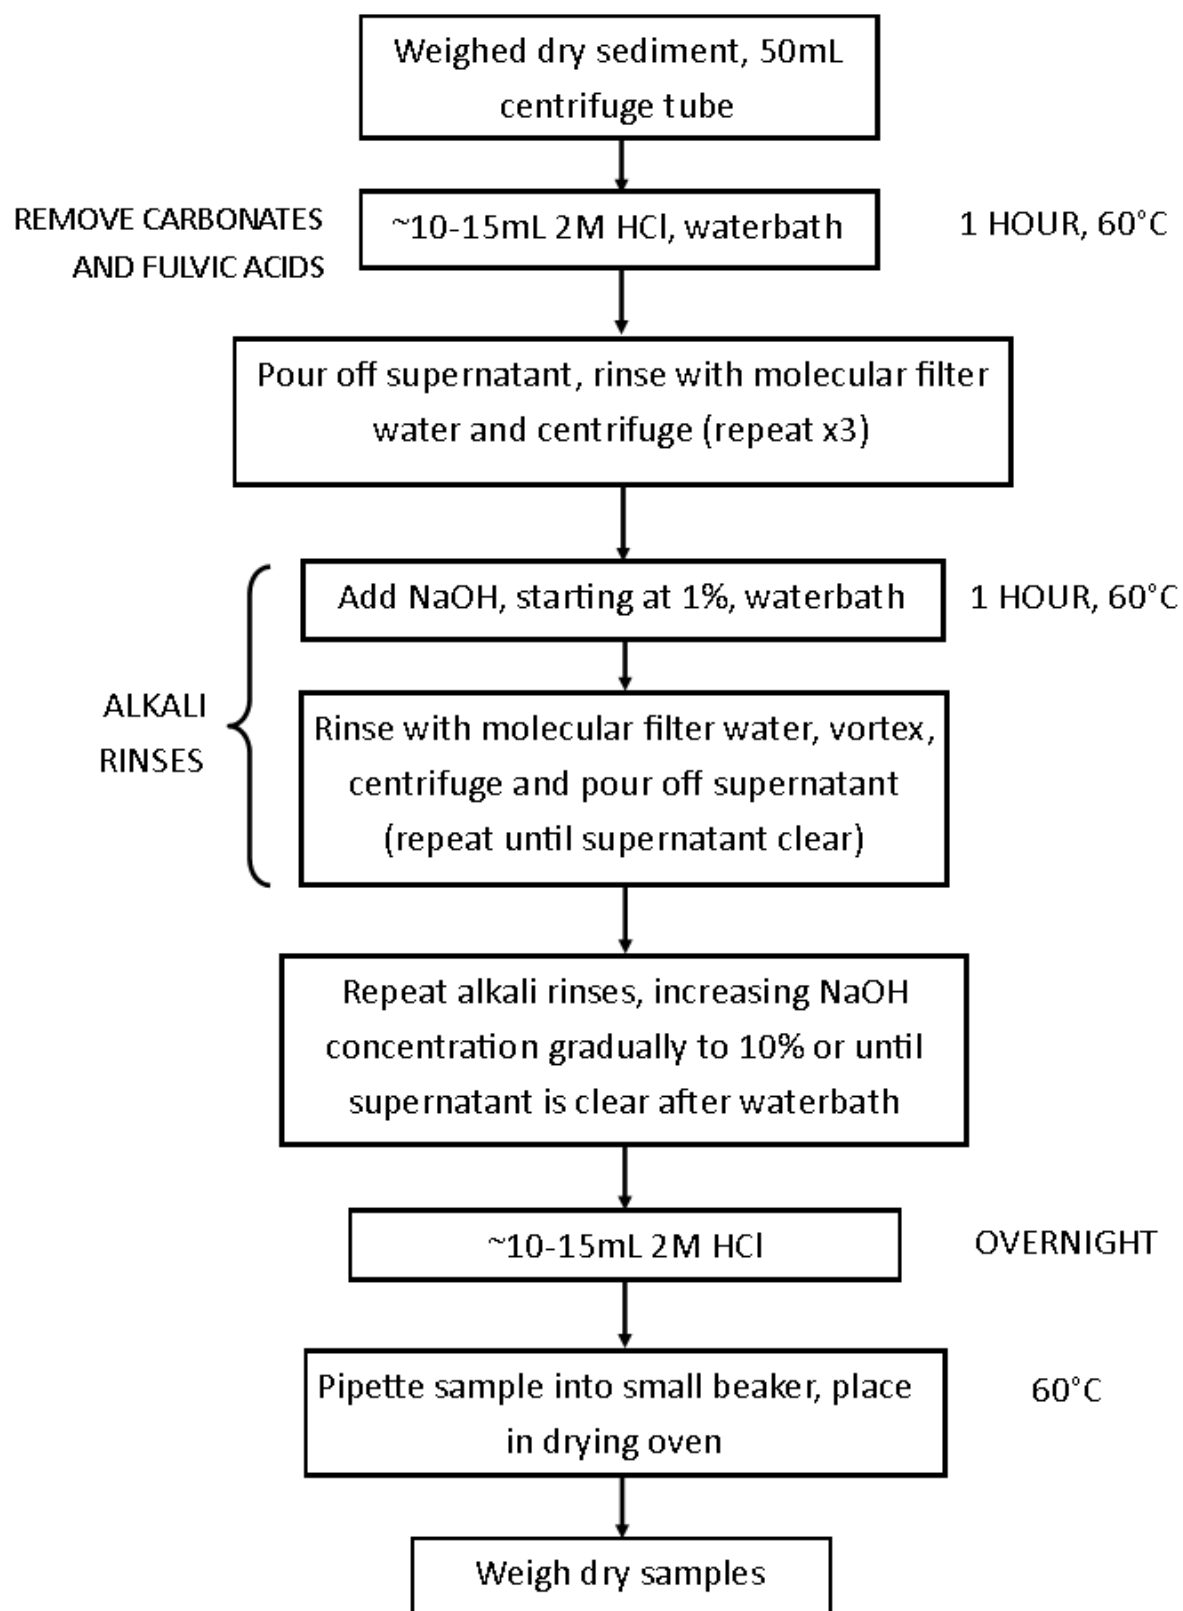 Weighed dry sediment, 50mL
centrifuge tube
REMOVE CARBONATES
AND FULVIC ACIDS
~10-15mL 2M HCl, waterbath
1 HOUR, 60°C
Pour off supernatant, rinse with molecular filter
water and centrifuge (repeat x3)
Add NaOH, starting at 1%, waterbath
1 HOUR, 60°C
ALKALI
RINSES
Rinse with molecular filter water, vortex,
centrifuge and pour off supernatant
(repeat until supernatant clear)
Repeat alkali rinses, increasing NaOH
concentration gradually to 10% or until
supernatant is clear after waterbath
~10-15mL 2M HCl
OVERNIGHT
Pipette sample into small beaker, place
in drying oven
60°C
Weigh dry samples